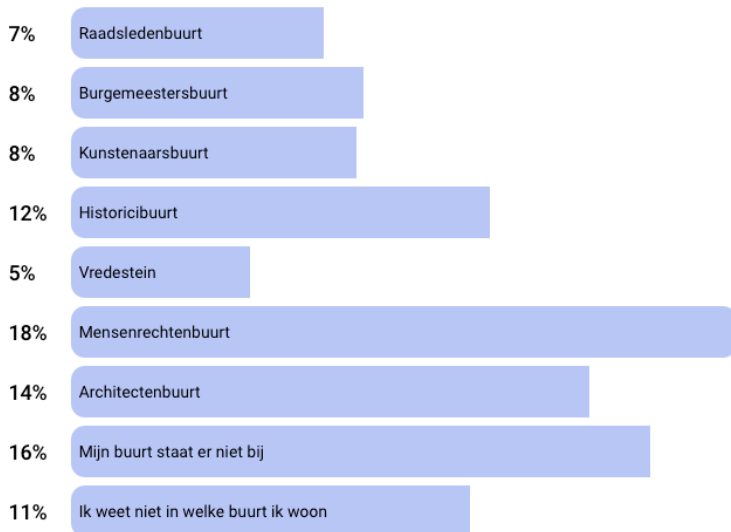 7% Raadsledenbuurt
8% Burgemeestersbuurt
8% Kunstenaarsbuurt
12% Historicibuurt
5% Vredestein
18% Mensenrechtenbuurt
14% Architectenbuurt
16% Mijn buurt staat er niet bij
11% Ik weet niet in welke buurt ik woon